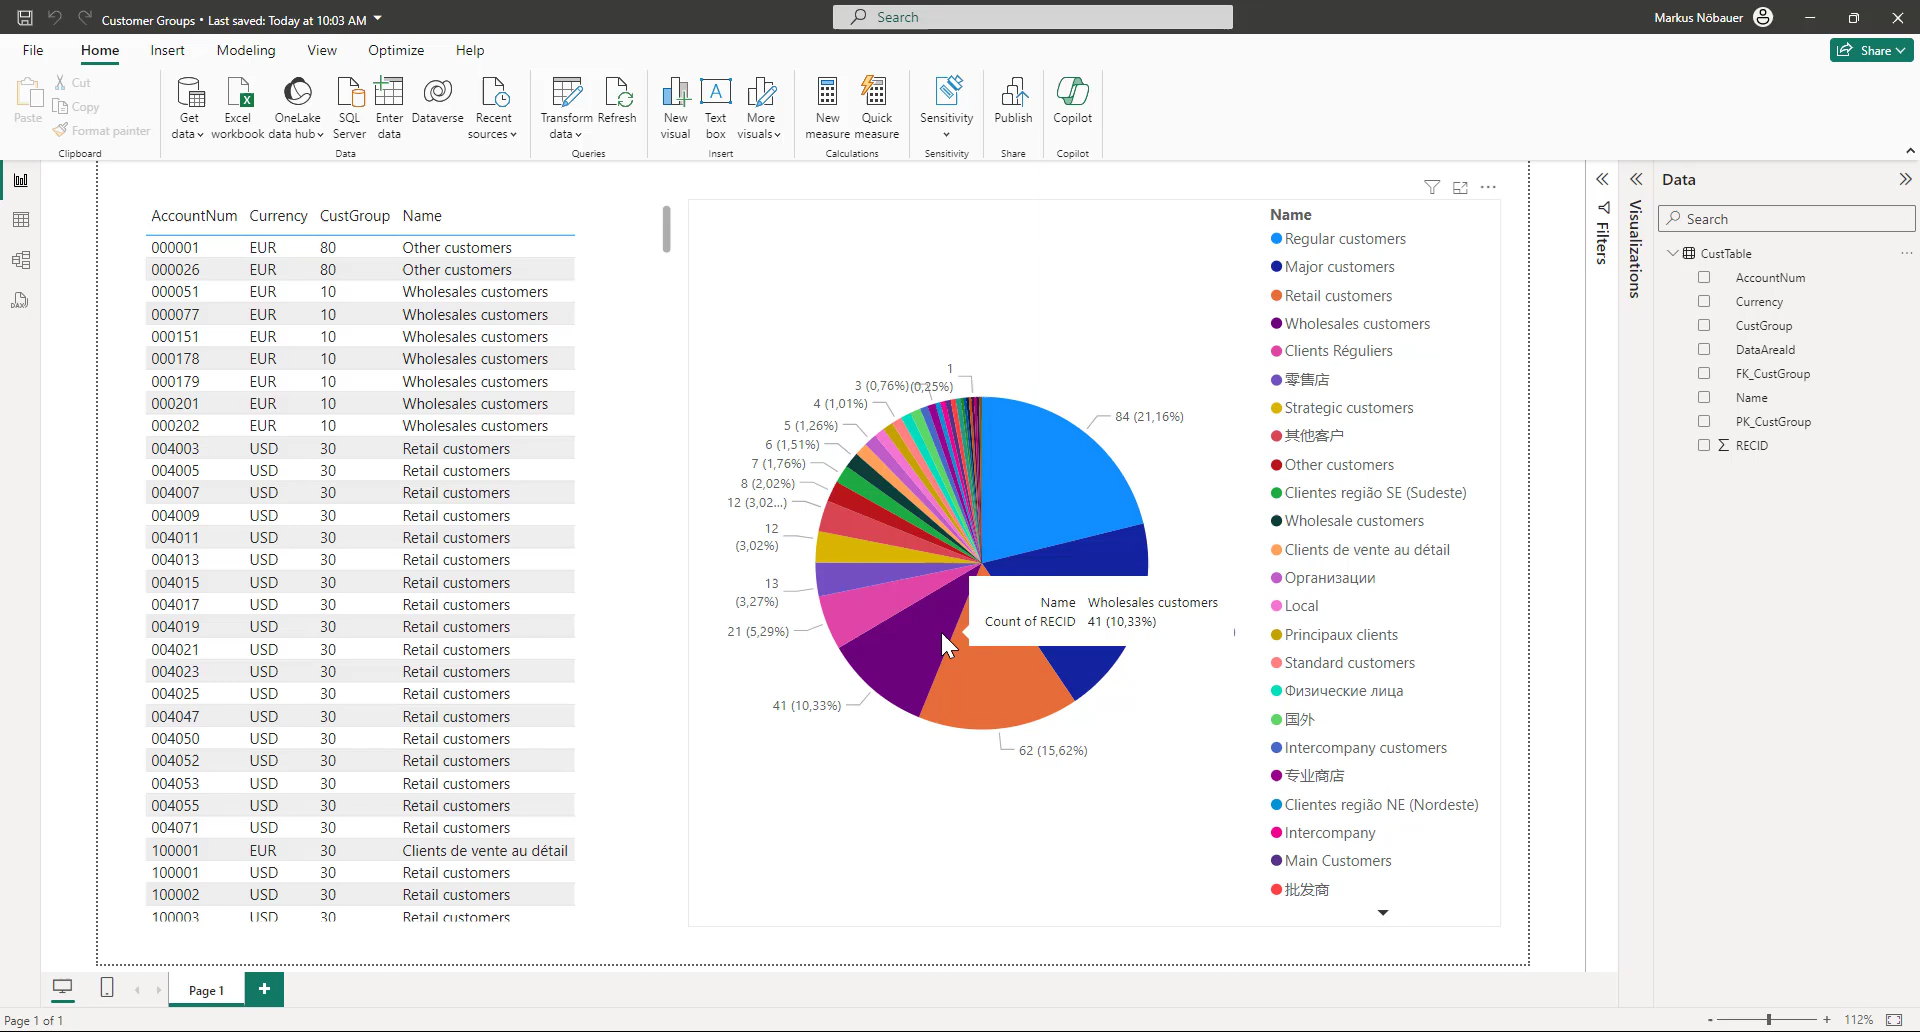 Customer Groups • Last saved: Today at 10:03 AM
Search
Markus Nöbauer
File Home Insert Modeling View Optimize Help
Share
Paste
Cut
Copy
Format painter
Clipboard
Get data
Excel workbook
OneLake data hub
SQL Server
Enter data
Dataverse
Recent sources
Data
Transform data
Refresh
Queries
New visual
Text box
More visuals
Insert
New measure
Quick measure
Calculations
Sensitivity
Sensitivity
Publish
Share
Copilot
Copilot
AccountNum Currency CustGroup Name
000001 EUR 80 Other customers
000026 EUR 80 Other customers
000051 EUR 10 Wholesales customers
000077 EUR 10 Wholesales customers
000151 EUR 10 Wholesales customers
000178 EUR 10 Wholesales customers
000179 EUR 10 Wholesales customers
000201 EUR 10 Wholesales customers
000202 EUR 10 Wholesales customers
004003 USD 30 Retail customers
004005 USD 30 Retail customers
004007 USD 30 Retail customers
004009 USD 30 Retail customers
004011 USD 30 Retail customers
004013 USD 30 Retail customers
004015 USD 30 Retail customers
004017 USD 30 Retail customers
004019 USD 30 Retail customers
004021 USD 30 Retail customers
004023 USD 30 Retail customers
004025 USD 30 Retail customers
004047 USD 30 Retail customers
004050 USD 30 Retail customers
004052 USD 30 Retail customers
004053 USD 30 Retail customers
004055 USD 30 Retail customers
004071 USD 30 Retail customers
100001 EUR 30 Clients de vente au détail
100001 USD 30 Retail customers
100002 USD 30 Retail customers
100003 USD 30 Retail customers
1
3 (0,76%)
(0,25%)
4 (1,01%)
5 (1,26%)
6 (1,51%)
7 (1,76%)
8 (2,02%)
12 (3,02...)
12
(3,02%)
13
(3,27%)
21 (5,29%)
41 (10,33%)
62 (15,62%)
84 (21,16%)
Name Wholesales customers
Count of RECID 41 (10,33%)
Name
Regular customers
Major customers
Retail customers
Wholesales customers
Clients Réguliers
零售店
Strategic customers
其他客户
Other customers
Clientes região SE (Sudeste)
Wholesale customers
Clients de vente au détail
Организации
Local
Principaux clients
Standard customers
Физические лица
国外
Intercompany customers
专业商店
Clientes região NE (Nordeste)
Intercompany
Main Customers
批发商
Filters
Visualizations
Data
Search
CustTable
AccountNum
Currency
CustGroup
DataAreaId
FK_CustGroup
Name
PK_CustGroup
RECID
Page 1
Page 1 of 1
112%